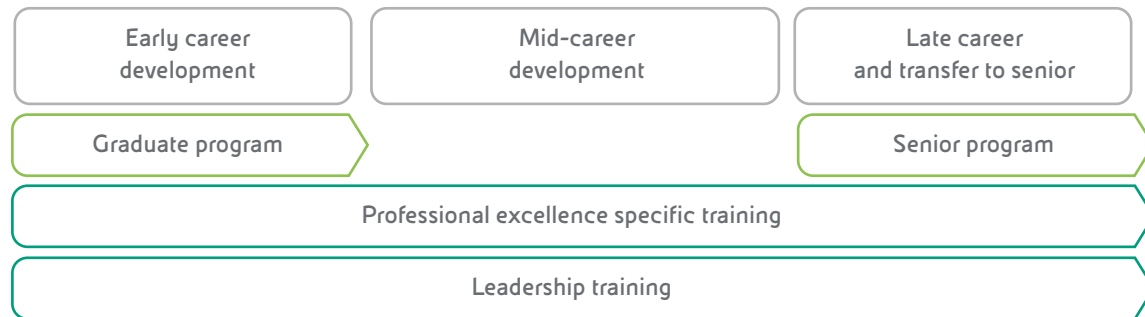 Early career
development
Mid-career
development
Late career
and transfer to senior
Graduate program
Senior program
Professional excellence specific training
Leadership training